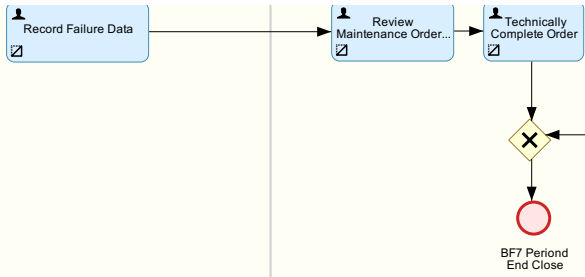 Record Failure Data
Review
Maintenance Order...
Technically
Complete Order
BF7 Periond
End Close